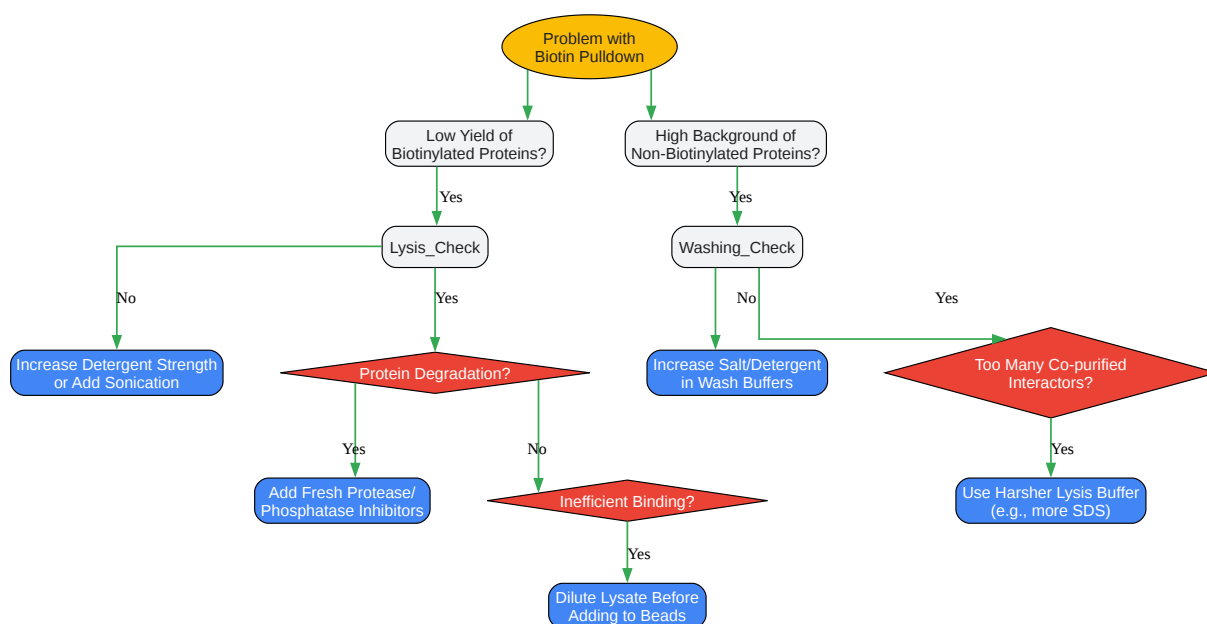 Problem with
Biotin Pulldown
Low Yield of
Biotinylated Proteins?
High Background of
Non-Biotinylated Proteins?
Yes
Yes
Lysis_Check
Washing_Check
No
Yes
No
Yes
Increase Detergent Strength
or Add Sonication
Protein Degradation?
Increase Salt/Detergent
in Wash Buffers
Too Many Co-purified
Interactors?
Yes
No
Yes
Add Fresh Protease/
Phosphatase Inhibitors
Inefficient Binding?
Use Harsher Lysis Buffer
(e.g., more SDS)
Yes
Dilute Lysate Before
Adding to Beads